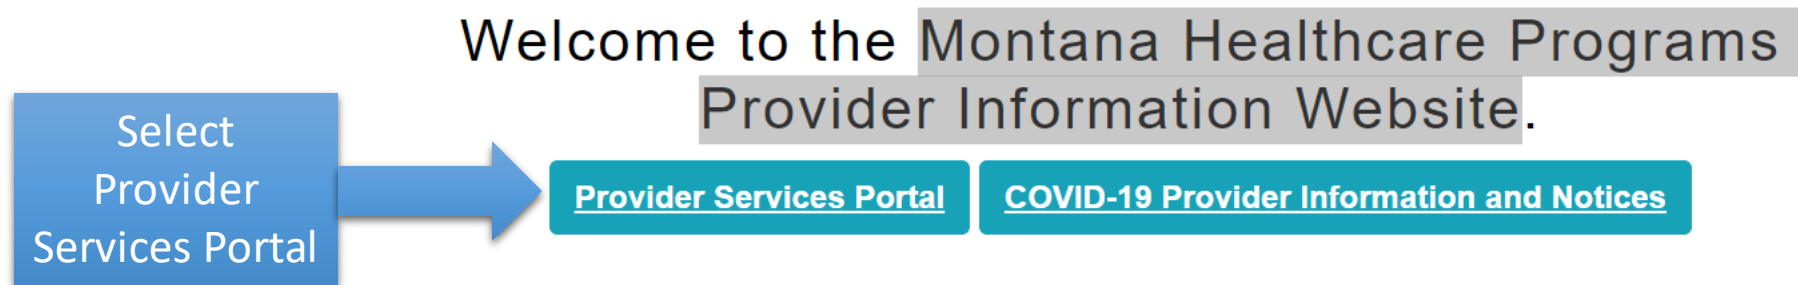 Welcome to the Montana Healthcare Programs
Provider Information Website.
Select
Provider
Services Portal
Provider Services Portal
COVID-19 Provider Information and Notices